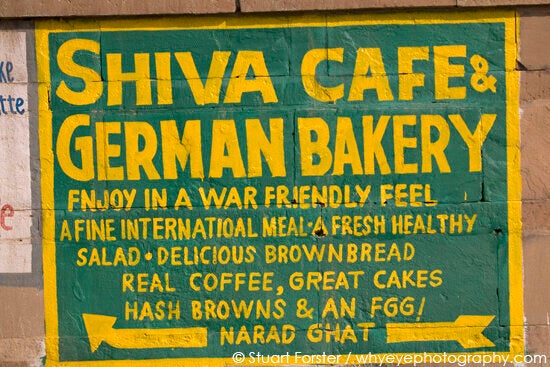 SHIVA CAFE &
GERMAN BAKERY
FNJOY IN A WAR FRIENDLY FEEL
A FINE INTERNATIOAL MEAL • A FRESH HEALTHY
SALAD • DELICIOUS BROWNBREAD
REAL COFFEE, GREAT CAKES
HASH BROWNS & AN FGG/
NARAD GHAT
© Stuart Forster / whyeyephotography.com